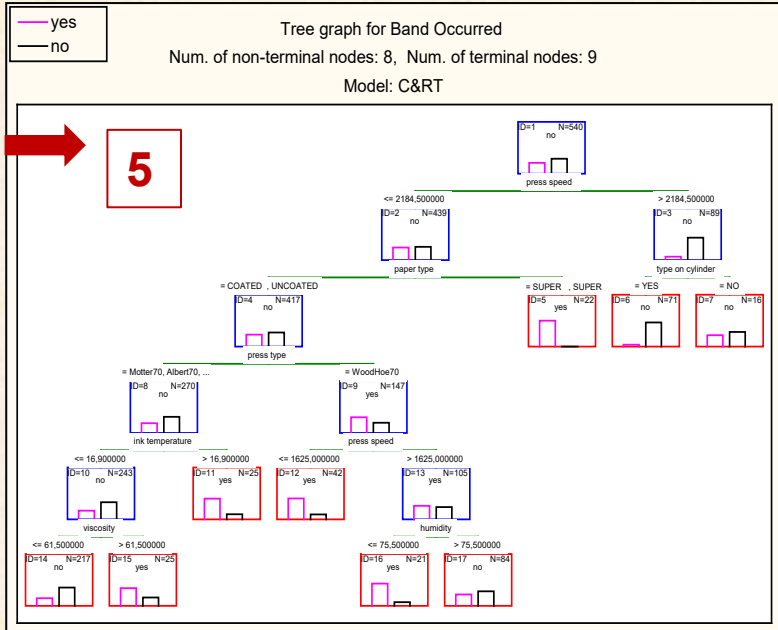 yes
no
Tree graph for Band Occurred
Num. of non-terminal nodes: 8, Num. of terminal nodes: 9
Model: C&RT
5
ID=1 N=540
no
press speed
<= 2184,500000 > 2184,500000
ID=2 N=439 ID=3 N=89
no no
paper type type on cylinder
= COATED , UNCOATED = SUPER , SUPER = YES = NO
ID=4 N=417 ID=5 N=22 ID=6 N=71 ID=7 N=16
no yes no no
press type
= Motter70, Albert70, ... = WoodHoe70
ID=8 N=270 ID=9 N=147
no yes
ink temperature press speed
<= 16,900000 > 16,900000 <= 1625,000000 > 1625,000000
ID=10 N=243 ID=11 N=25 ID=12 N=42 ID=13 N=105
no yes yes yes
viscosity humidity
<= 61,500000 > 61,500000 <= 75,500000 > 75,500000
ID=14 N=217 ID=15 N=25 ID=16 N=21 ID=17 N=84
no yes yes no